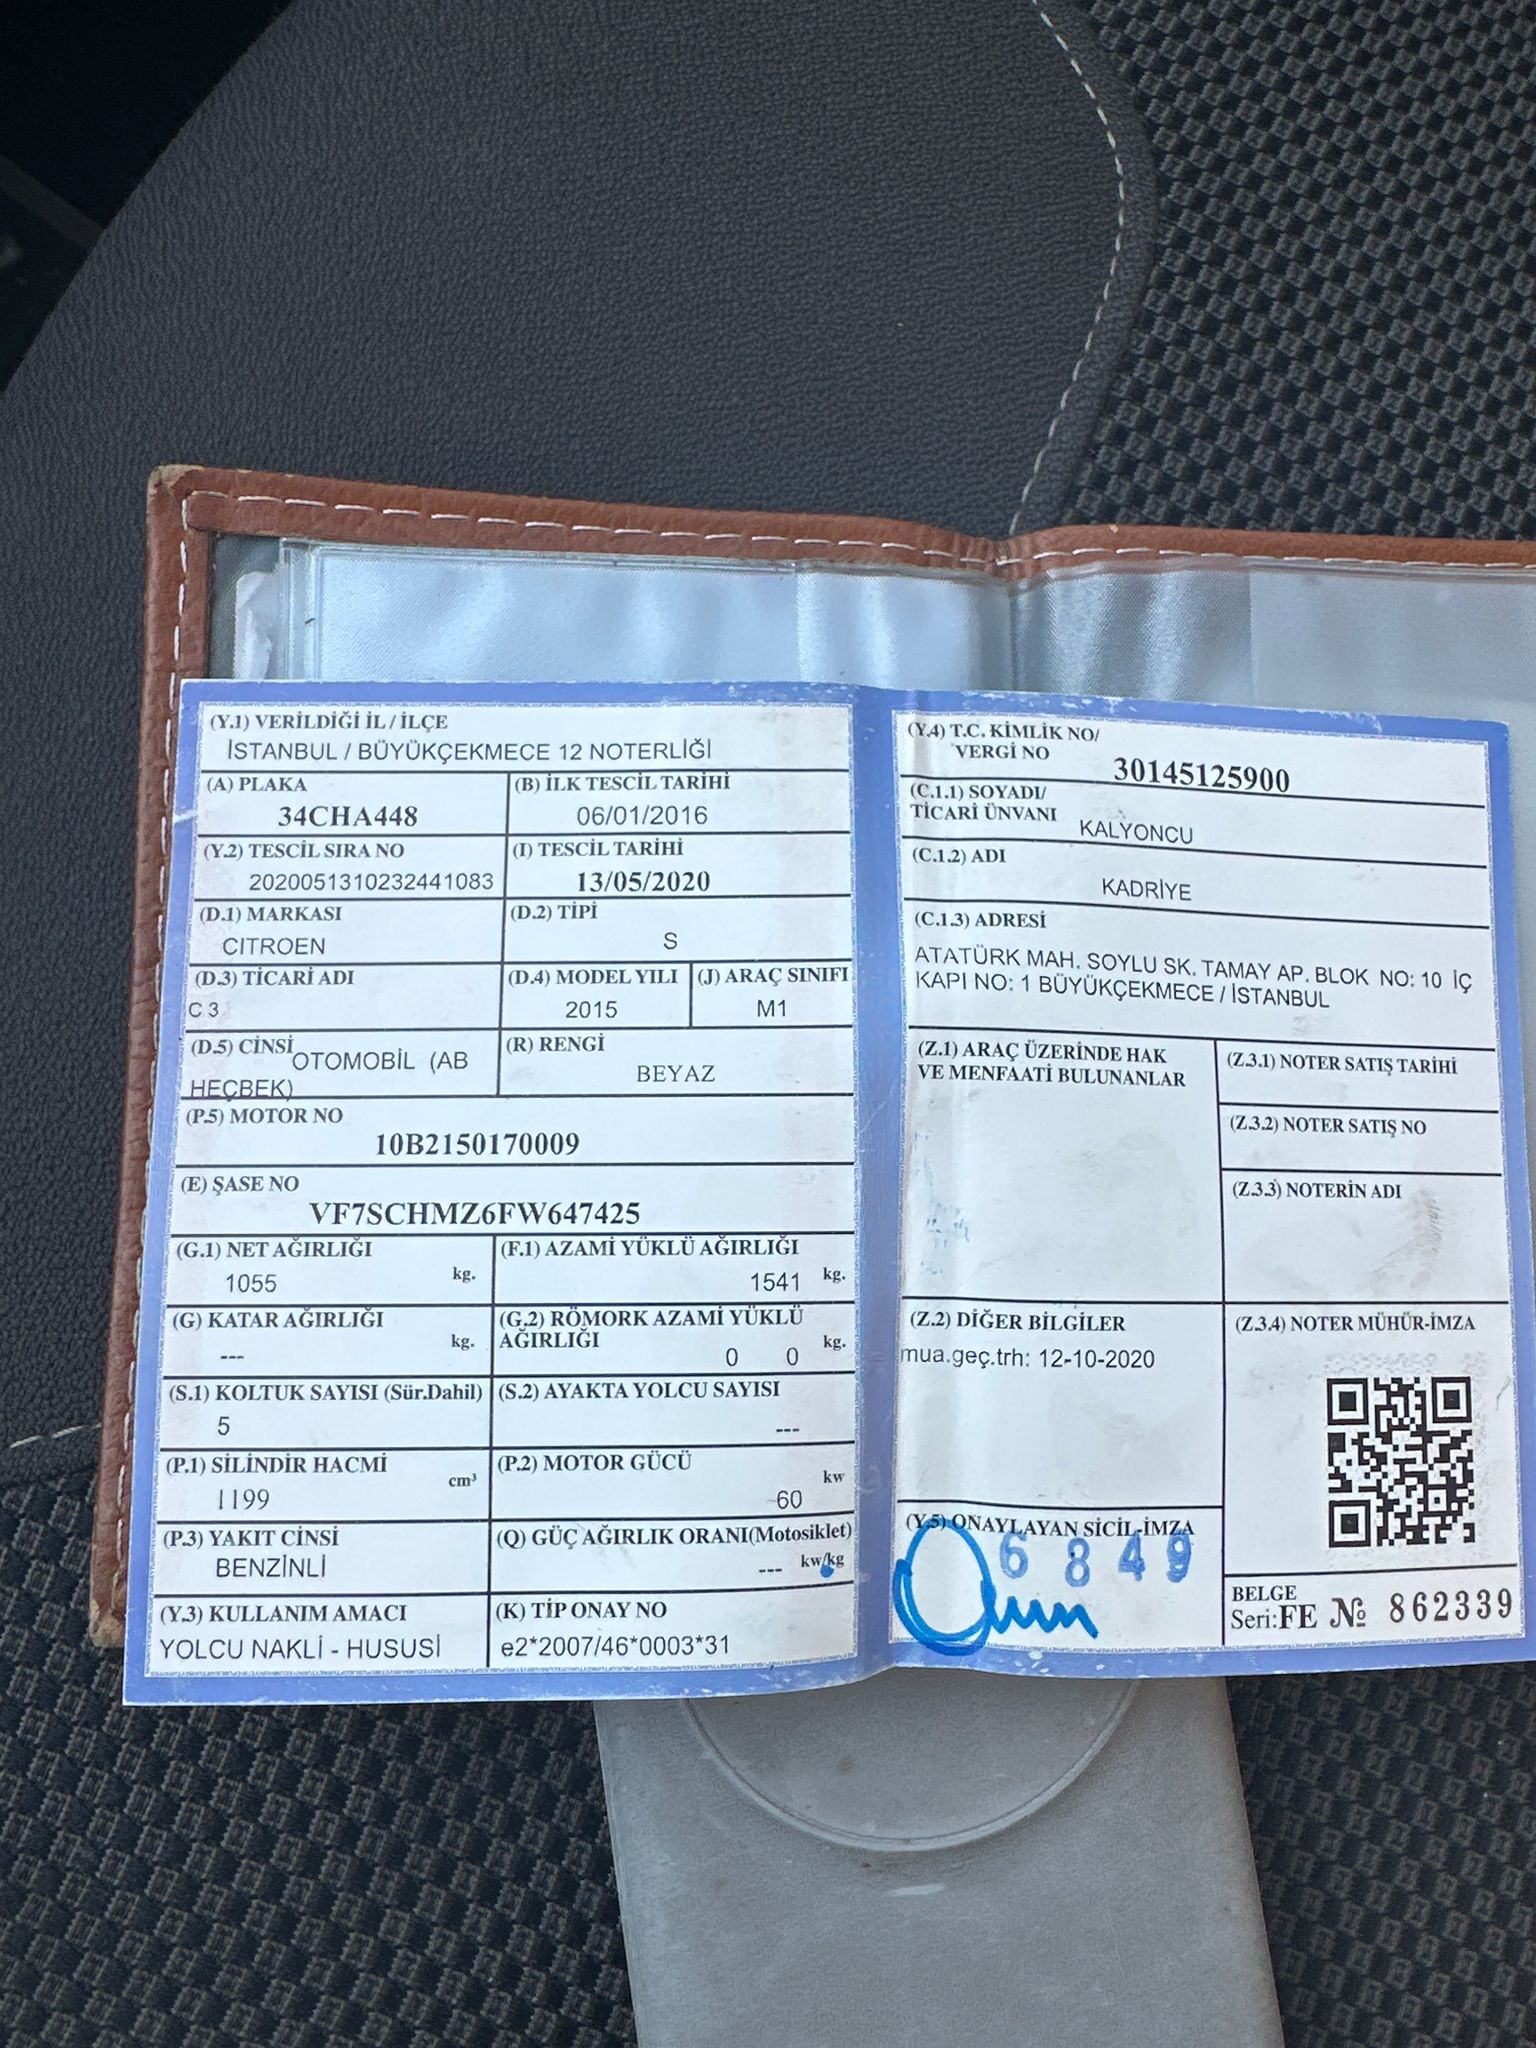 (Y.1) VERİLDİĞİ İL / İLÇE
İSTANBUL / BÜYÜKÇEKMECE 12 NOTERLİĞİ
(A) PLAKA
34CHA448
(B) İLK TESCİL TARİHİ
06/01/2016
(Y.2) TESCİL SIRA NO
2020051310232441083
(I) TESCİL TARİHİ
13/05/2020
(D.1) MARKASI
CITROEN
(D.2) TİPİ
S
(D.3) TİCARİ ADI
C 3
(D.4) MODEL YILI
2015
(J) ARAÇ SINIFI
M1
(D.5) CİNSİ
OTOMOBİL (AB
HEÇBEK)
(R) RENGİ
BEYAZ
(P.5) MOTOR NO
10B2150170009
(E) ŞASE NO
VF7SCHMZ6FW647425
(G.1) NET AĞIRLIĞI
1055 kg.
(F.1) AZAMİ YÜKLÜ AĞIRLIĞI
1541 kg.
(G) KATAR AĞIRLIĞI
--- kg.
(G.2) RÖMORK AZAMİ YÜKLÜ
AĞIRLIĞI
0 0 kg.
(S.1) KOLTUK SAYISI (Sür.Dahil)
5
(S.2) AYAKTA YOLCU SAYISI
---
(P.1) SİLİNDİR HACMİ
1199 cm³
(P.2) MOTOR GÜCÜ
60 kw
(P.3) YAKIT CİNSİ
BENZİNLİ
(Q) GÜÇ AĞIRLIK ORANI(Motosiklet)
--- kw/kg
(Y.3) KULLANIM AMACI
YOLCU NAKLİ - HUSUSİ
(K) TİP ONAY NO
e2*2007/46*0003*31
(Y.4) T.C. KİMLİK NO/
VERGİ NO
30145125900
(C.1.1) SOYADI/
TİCARİ ÜNVANI
KALYONCU
(C.1.2) ADI
KADRİYE
(C.1.3) ADRESİ
ATATÜRK MAH. SOYLU SK. TAMAY AP. BLOK NO: 10 İÇ
KAPI NO: 1 BÜYÜKÇEKMECE / İSTANBUL
(Z.1) ARAÇ ÜZERİNDE HAK
VE MENFAATİ BULUNANLAR
(Z.3.1) NOTER SATIŞ TARİHİ
(Z.3.2) NOTER SATIŞ NO
(Z.3.3) NOTERİN ADI
(Z.2) DİĞER BİLGİLER
mua.geç.trh: 12-10-2020
(Z.3.4) NOTER MÜHÜR-İMZA
(Y.5) ONAYLAYAN SİCİL-İMZA
6849
BELGE
Seri:FE № 862339